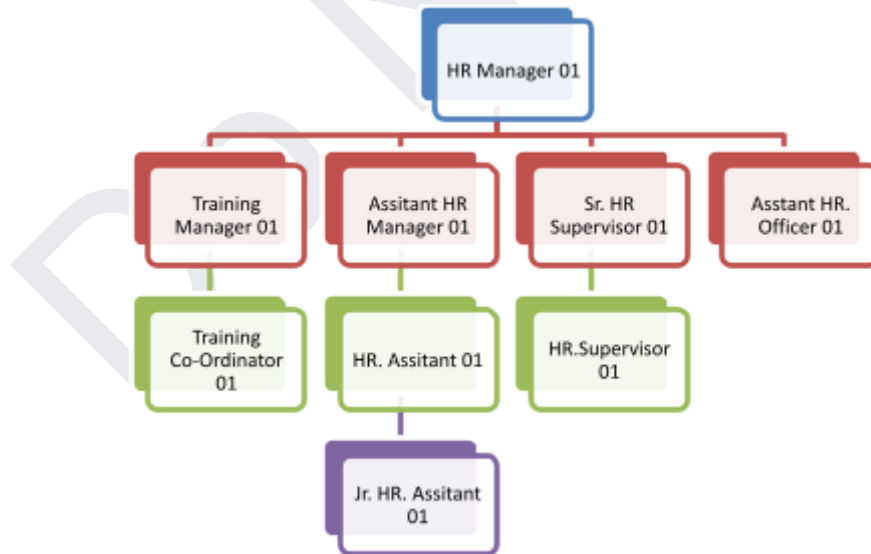 HR Manager 01
Training
Manager 01
Assitant HR
Manager 01
Sr. HR
Supervisor 01
Asstant HR.
Officer 01
Training
Co-Ordinator
01
HR. Assitant 01
HR.Supervisor
01
Jr. HR. Assitant
01